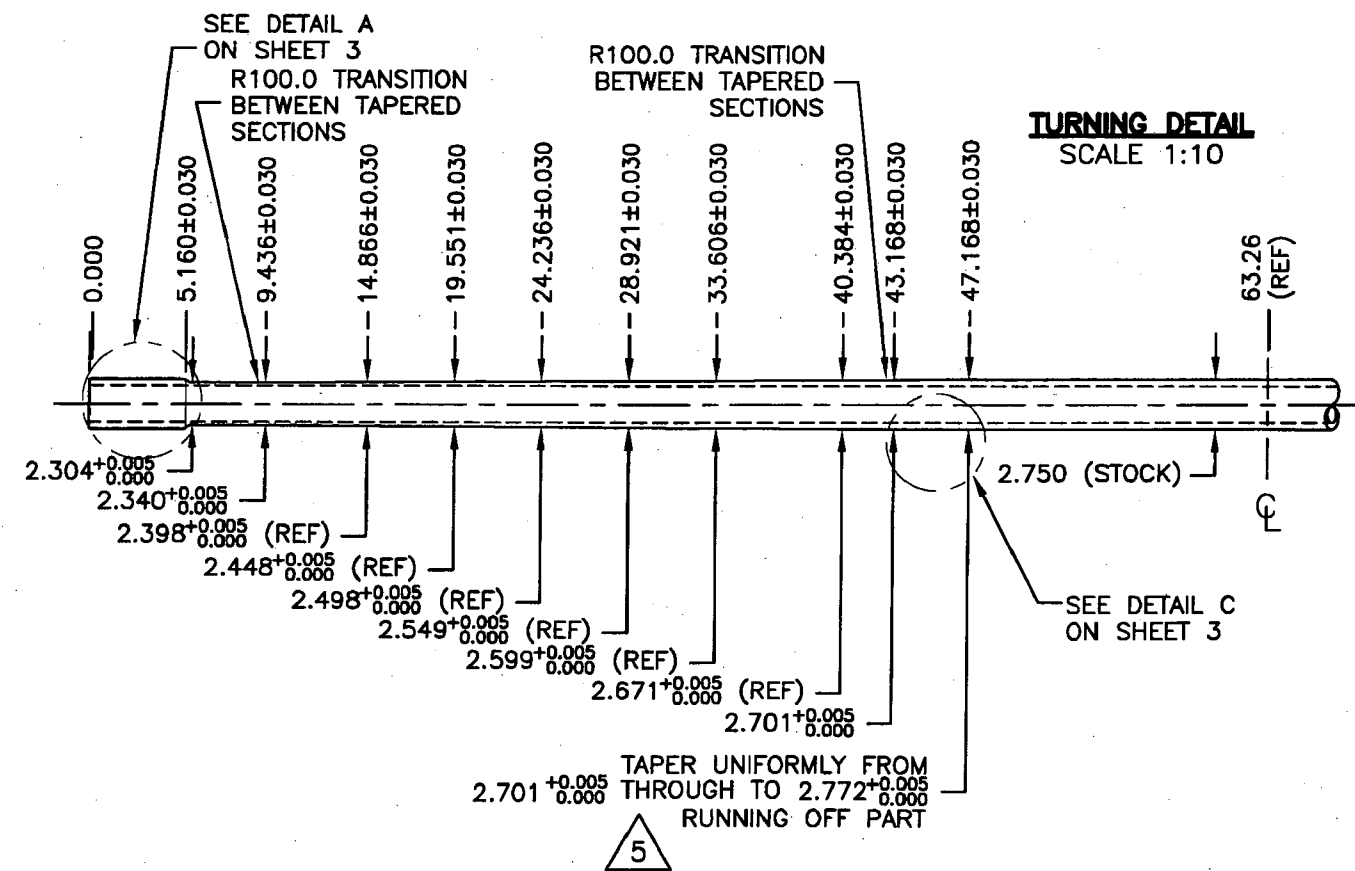 SEE DETAIL A
ON SHEET 3
R100.0 TRANSITION
BETWEEN TAPERED
SECTIONS
R100.0 TRANSITION
BETWEEN TAPERED
SECTIONS
TURNING DETAIL
SCALE 1:10
0.000
5.160±0.030
9.436±0.030
14.866±0.030
19.551±0.030
24.236±0.030
28.921±0.030
33.606±0.030
40.384±0.030
43.168±0.030
47.168±0.030
63.26
(REF)
2.304+0.005 0.000
2.340+0.005 0.000
2.398+0.005 0.000 (REF)
2.448+0.005 0.000 (REF)
2.498+0.005 0.000 (REF)
2.549+0.005 0.000 (REF)
2.599+0.005 0.000 (REF)
2.671+0.005 0.000 (REF)
2.701+0.005 0.000
2.750 (STOCK)
CL
SEE DETAIL C
ON SHEET 3
TAPER UNIFORMLY FROM
2.701 +0.005 0.000 THROUGH TO 2.772+0.005 0.000
RUNNING OFF PART
5